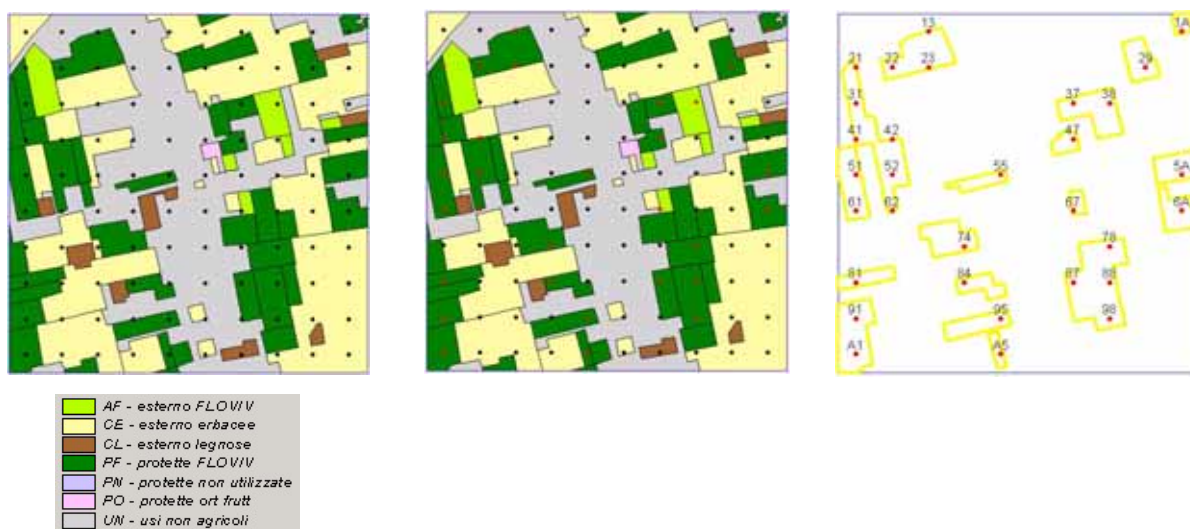 13
1A
21
22
23
29
31
37
38
41
42
47
51
52
55
5A
61
62
67
6A
74
78
81
84
87
88
91
95
98
A1
A5
AF - esterno FLOVIV
CE - esterno erbacee
CL - esterno legnose
PF - protette FLOVIV
PN - protette non utilizzate
PO - protette ort frutt
UN - usi non agricoli